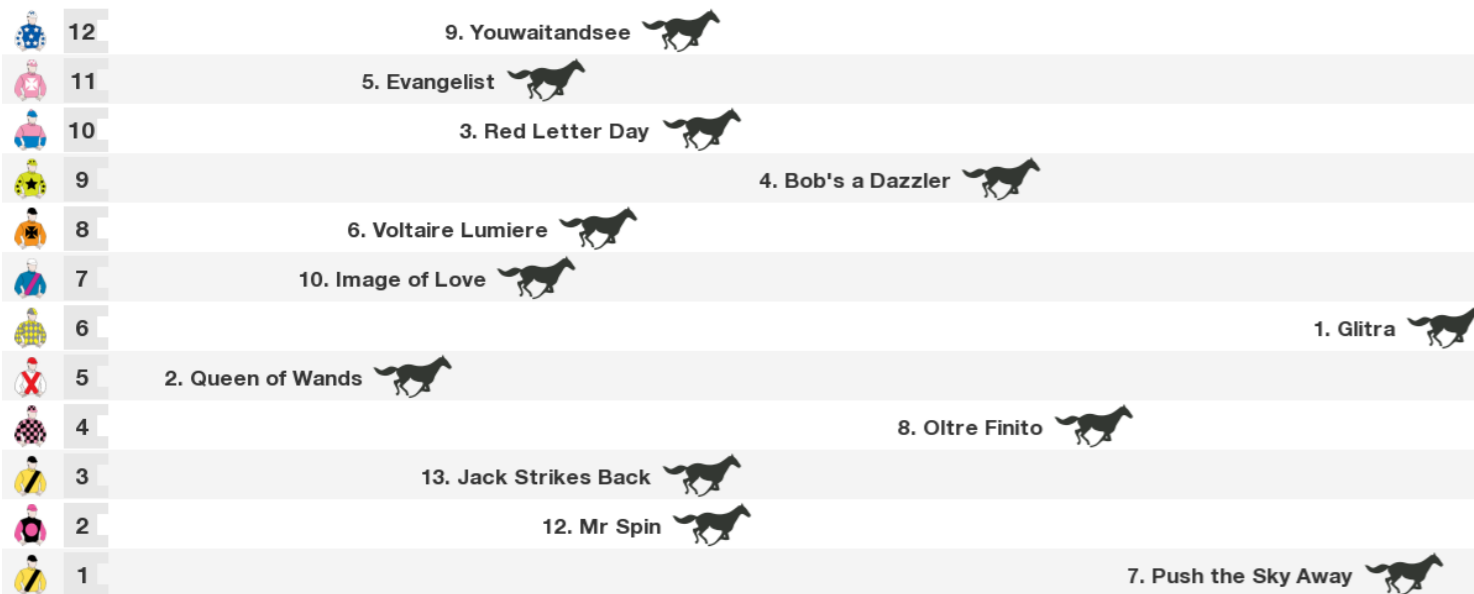 12 9. Youwaitandsee
11 5. Evangelist
10 3. Red Letter Day
9 4. Bob's a Dazzler
8 6. Voltaire Lumiere
7 10. Image of Love
6 1. Glitra
5 2. Queen of Wands
4 8. Oltre Finito
3 13. Jack Strikes Back
2 12. Mr Spin
1 7. Push the Sky Away